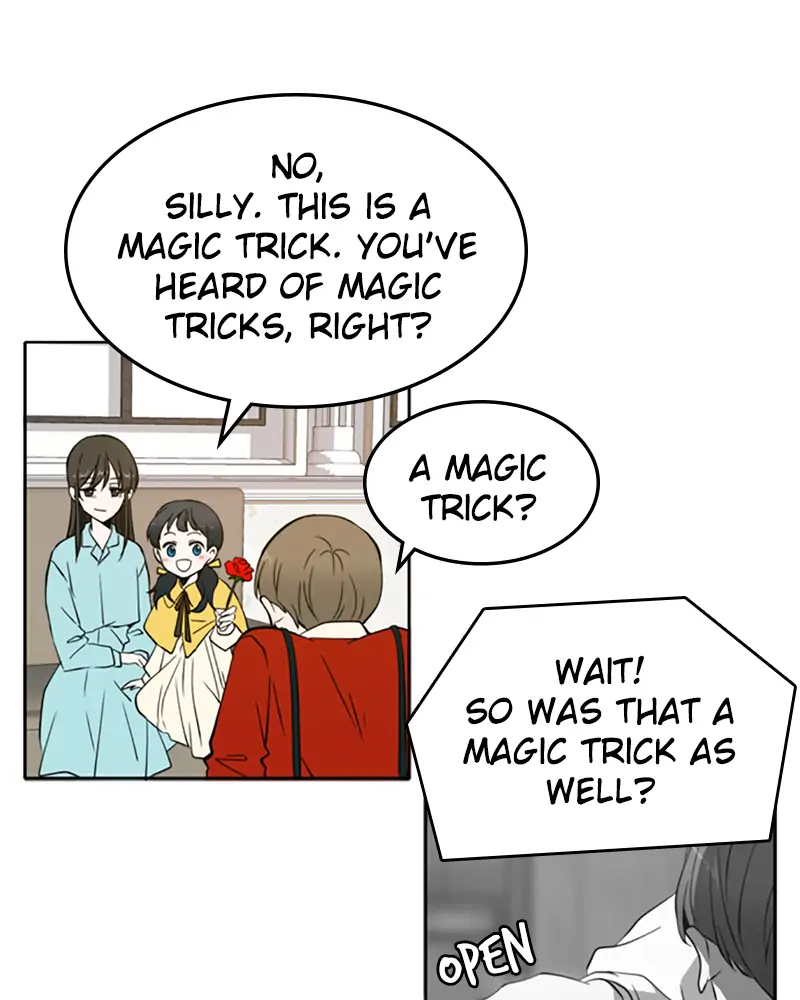 NO,
SILLY. THIS IS A
MAGIC TRICK. YOU'VE
HEARD OF MAGIC
TRICKS, RIGHT?
A MAGIC
TRICK?
WAIT!
SO WAS THAT A
MAGIC TRICK AS
WELL?
OPEN